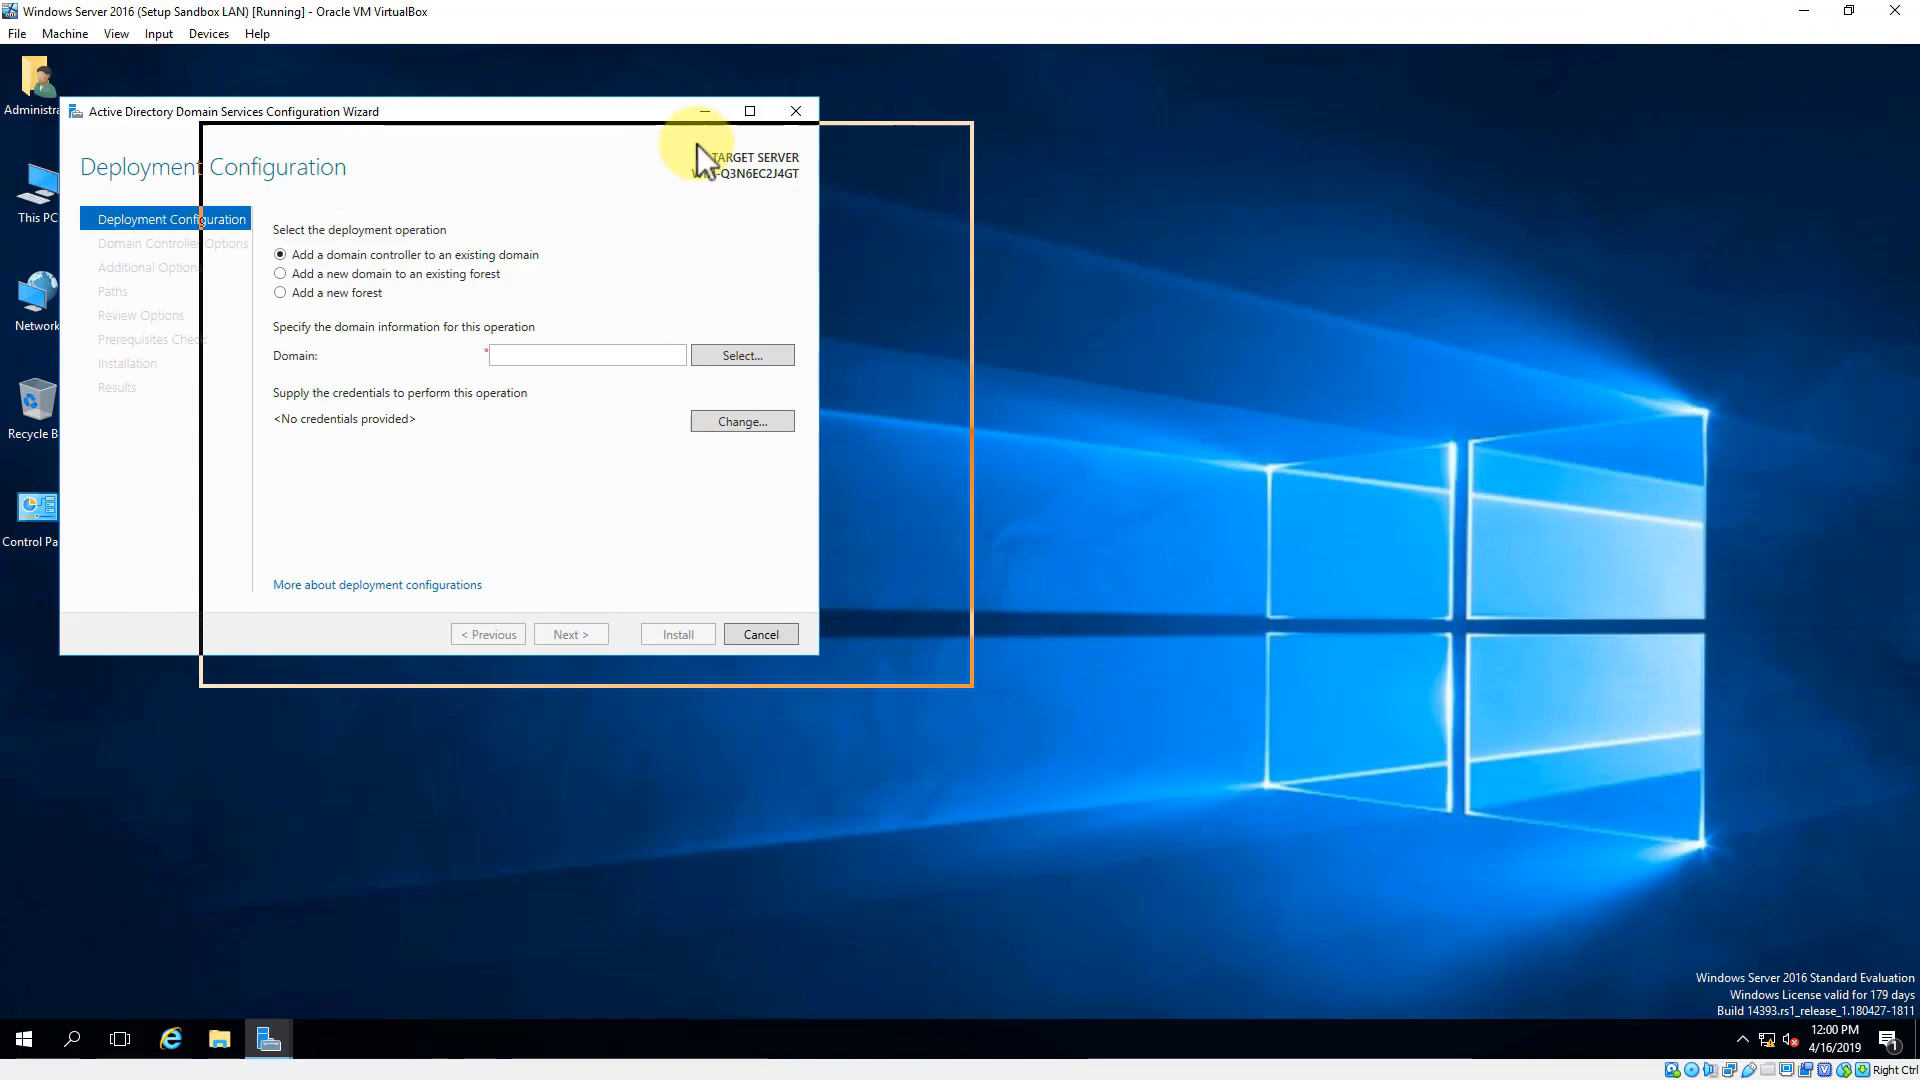 Windows Server 2016 (Setup Sandbox LAN) [Running] - Oracle VM VirtualBox
File Machine View Input Devices Help
Administra
This PC
Network
Recycle B
Control Pa
Active Directory Domain Services Configuration Wizard
Deployment Configuration
TARGET SERVER
WIN-Q3N6EC2J4GT
Deployment Configuration
Domain Controller Options
Additional Options
Paths
Review Options
Prerequisites Check
Installation
Results
Select the deployment operation
Add a domain controller to an existing domain
Add a new domain to an existing forest
Add a new forest
Specify the domain information for this operation
Domain: * Select...
Supply the credentials to perform this operation
<No credentials provided> Change...
More about deployment configurations
< Previous Next > Install Cancel
Windows Server 2016 Standard Evaluation
Windows License valid for 179 days
Build 14393.rs1_release_1.180427-1811
12:00 PM
4/16/2019
1
Right Ctrl